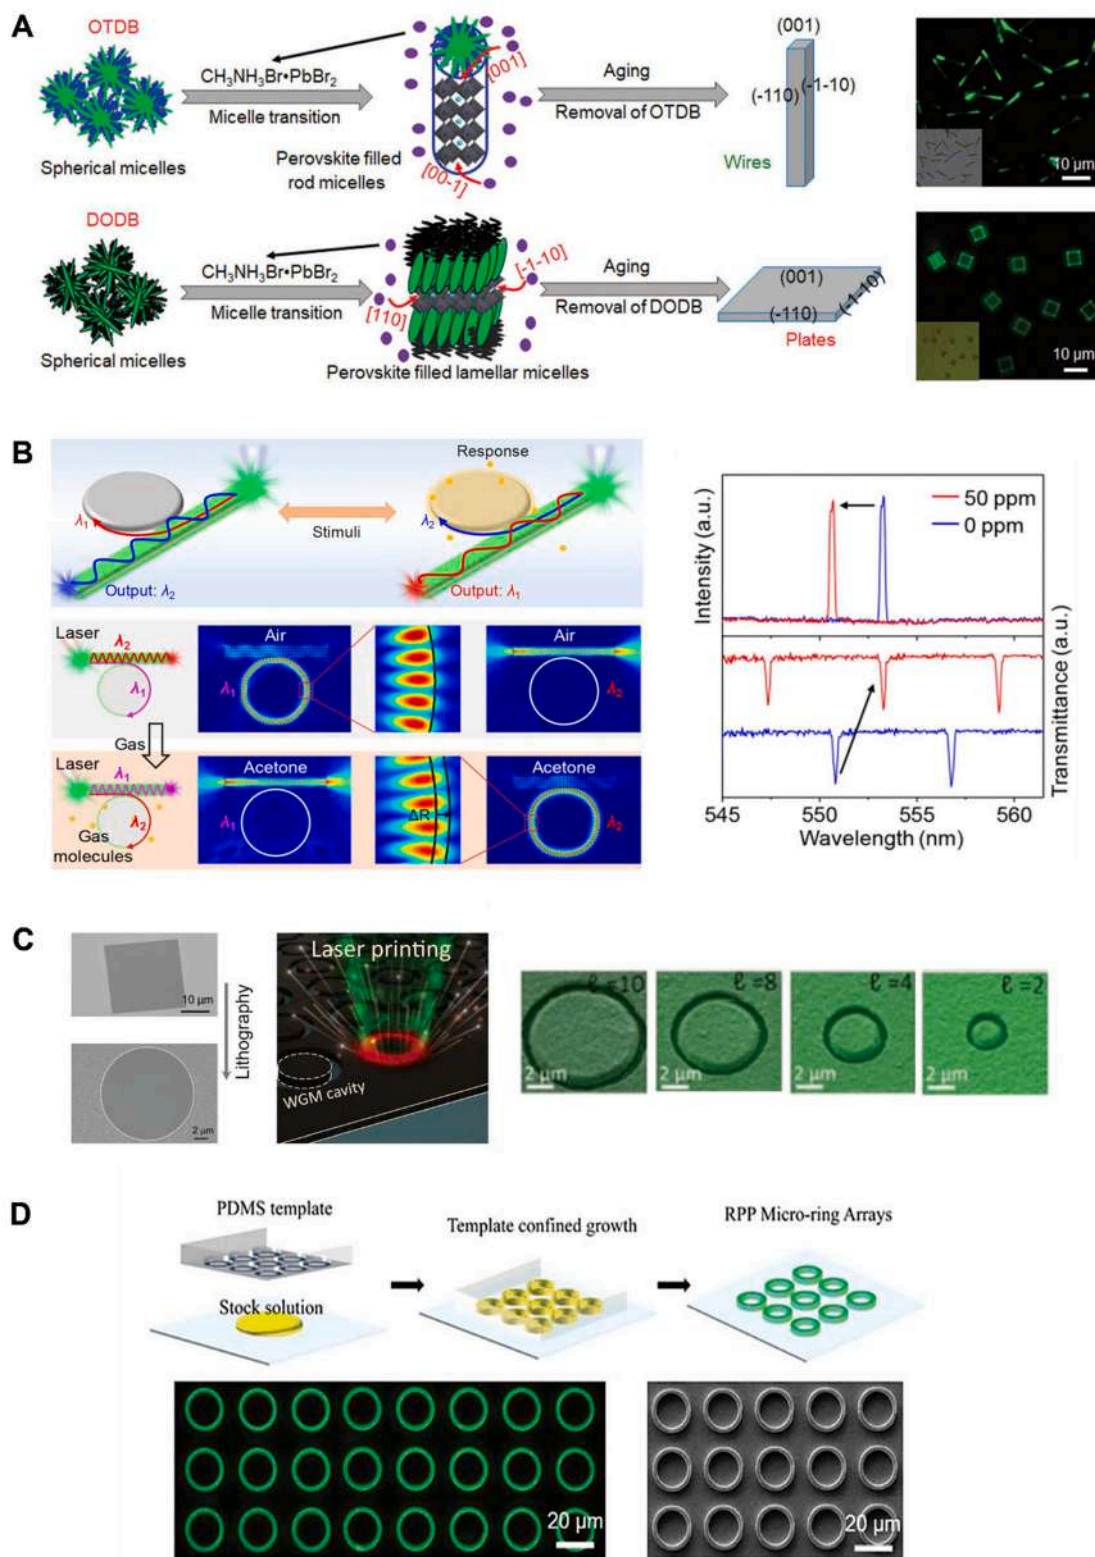 A
OTDB
CH3NH3Br•PbBr2
Micelle transition
Spherical micelles
Perovskite filled
rod micelles
[001]
[00-1]
Aging
Removal of OTDB
(001)
(-110)
(-1-10)
Wires
10 µm
DODB
CH3NH3Br•PbBr2
Micelle transition
Spherical micelles
[110]
[-1-10]
Perovskite filled lamellar micelles
Aging
Removal of DODB
(001)
(-110)
(-1-10)
Plates
10 µm
B
λ1
Output: λ2
Stimuli
Response
λ2
Output: λ1
Laser
λ2
λ1
Air
λ1
Air
λ2
Gas
Laser
λ1
λ2
Gas
molecules
Acetone
λ1
ΔR
Acetone
λ2
50 ppm
0 ppm
Intensity (a.u.)
Transmittance (a.u.)
545 550 555 560
Wavelength (nm)
C
10 µm
2 µm
Lithography
Laser printing
WGM cavity
ℓ =10
2 µm
ℓ =8
2 µm
ℓ =4
2 µm
ℓ =2
2 µm
D
PDMS template
Stock solution
Template confined growth
RPP Micro-ring Arrays
20 µm
20 µm